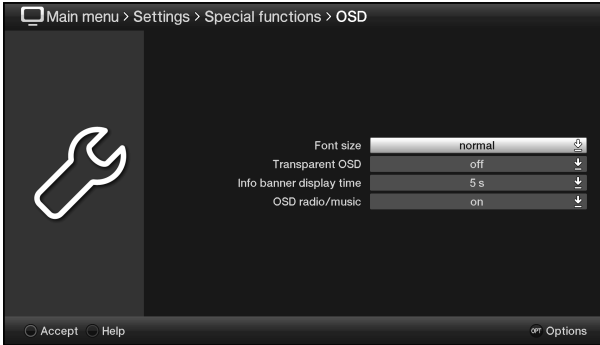 Main menu > Settings > Special functions > OSD
Font size normal
Transparent OSD off
Info banner display time 5 s
OSD radio/music on
Accept Help OPT Options